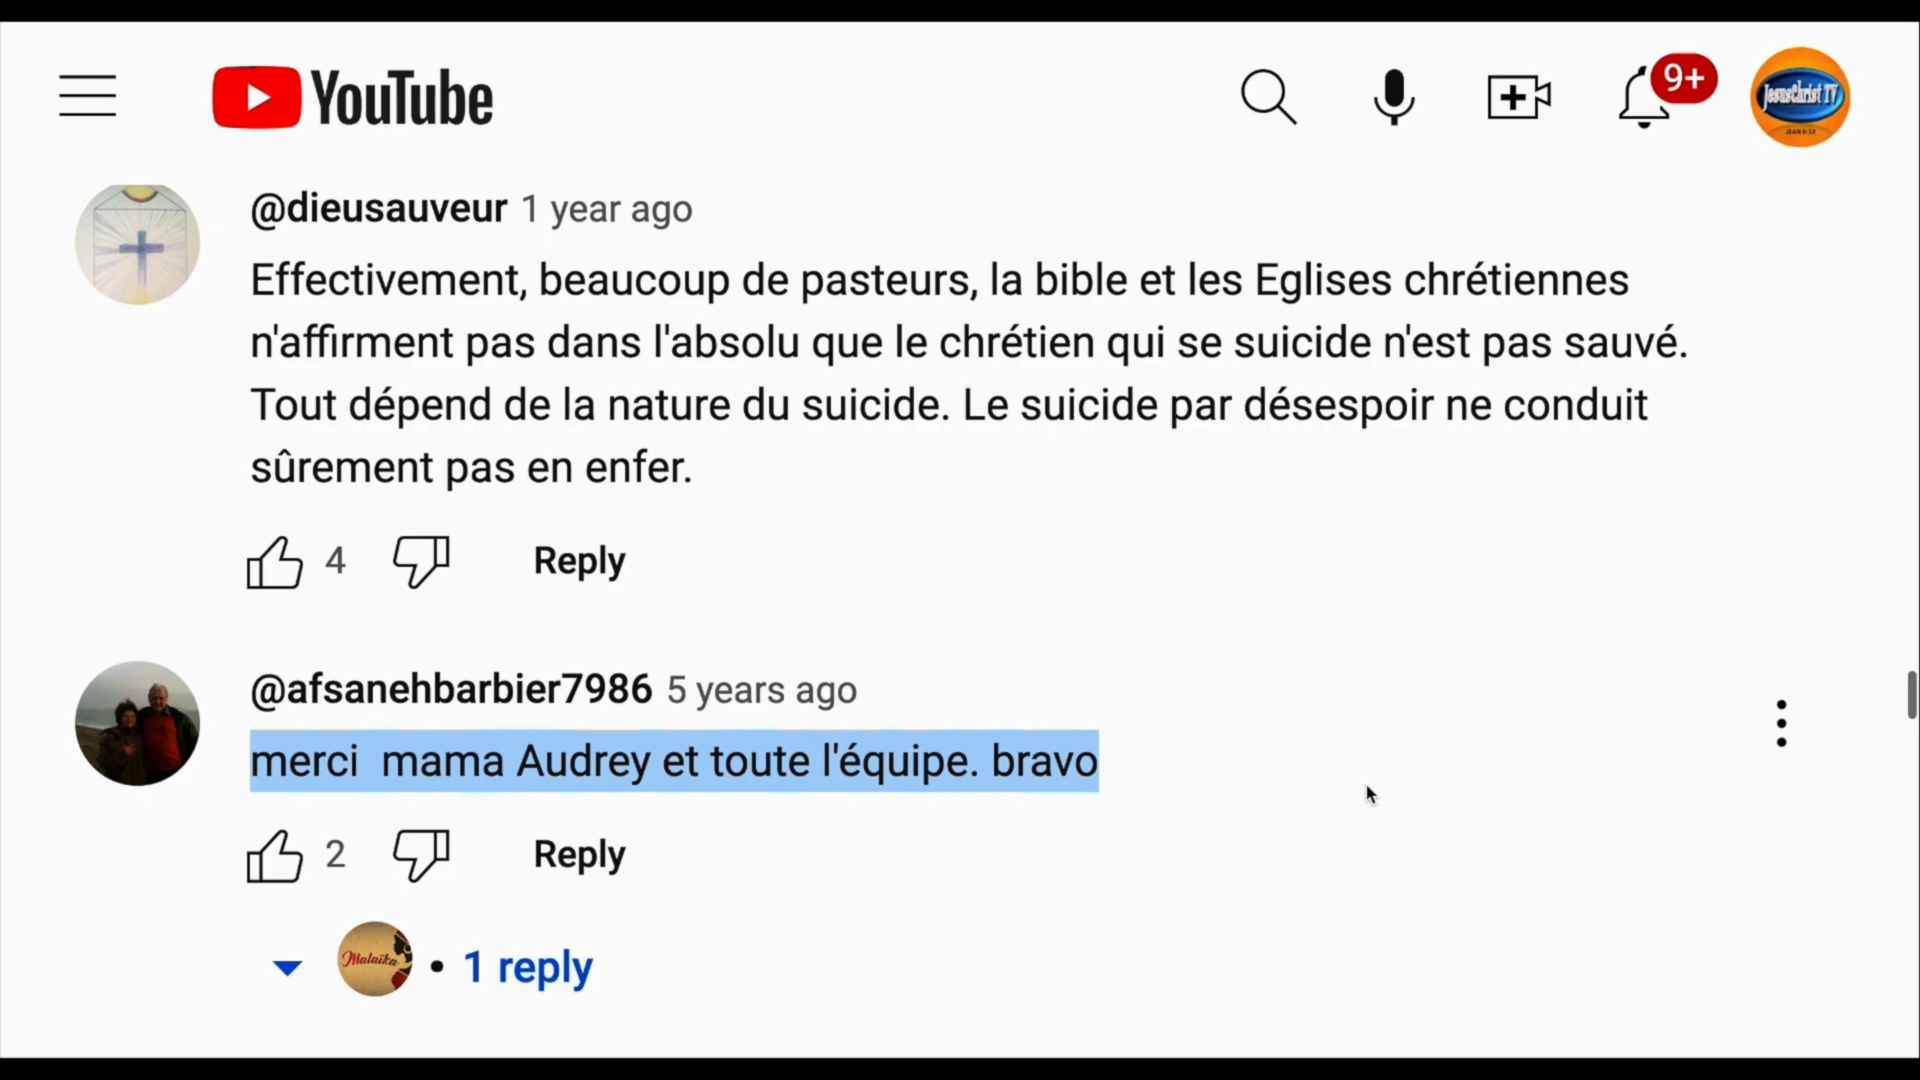 YouTube
9+
JesusChrist TV
@dieusauveur 1 year ago
Effectivement, beaucoup de pasteurs, la bible et les Eglises chrétiennes
n'affirment pas dans l'absolu que le chrétien qui se suicide n'est pas sauvé.
Tout dépend de la nature du suicide. Le suicide par désespoir ne conduit
sûrement pas en enfer.
4 Reply
@afsanehbarbier7986 5 years ago
merci  mama Audrey et toute l'équipe. bravo
2 Reply
Malaïka
• 1 reply